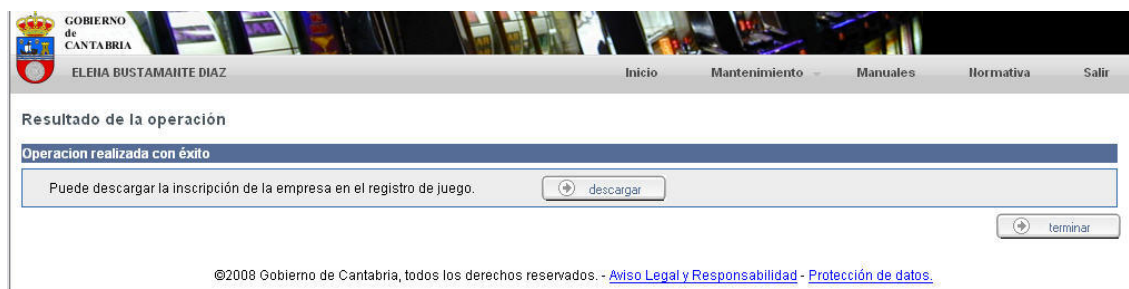 GOBIERNO
de
CANTABRIA
ELENA BUSTAMANTE DIAZ
Inicio
Mantenimiento
Manuales
Normativa
Salir
Resultado de la operación
Operacion realizada con éxito
Puede descargar la inscripción de la empresa en el registro de juego.
descargar
terminar
©2008 Gobierno de Cantabria, todos los derechos reservados. - Aviso Legal y Responsabilidad - Protección de datos.